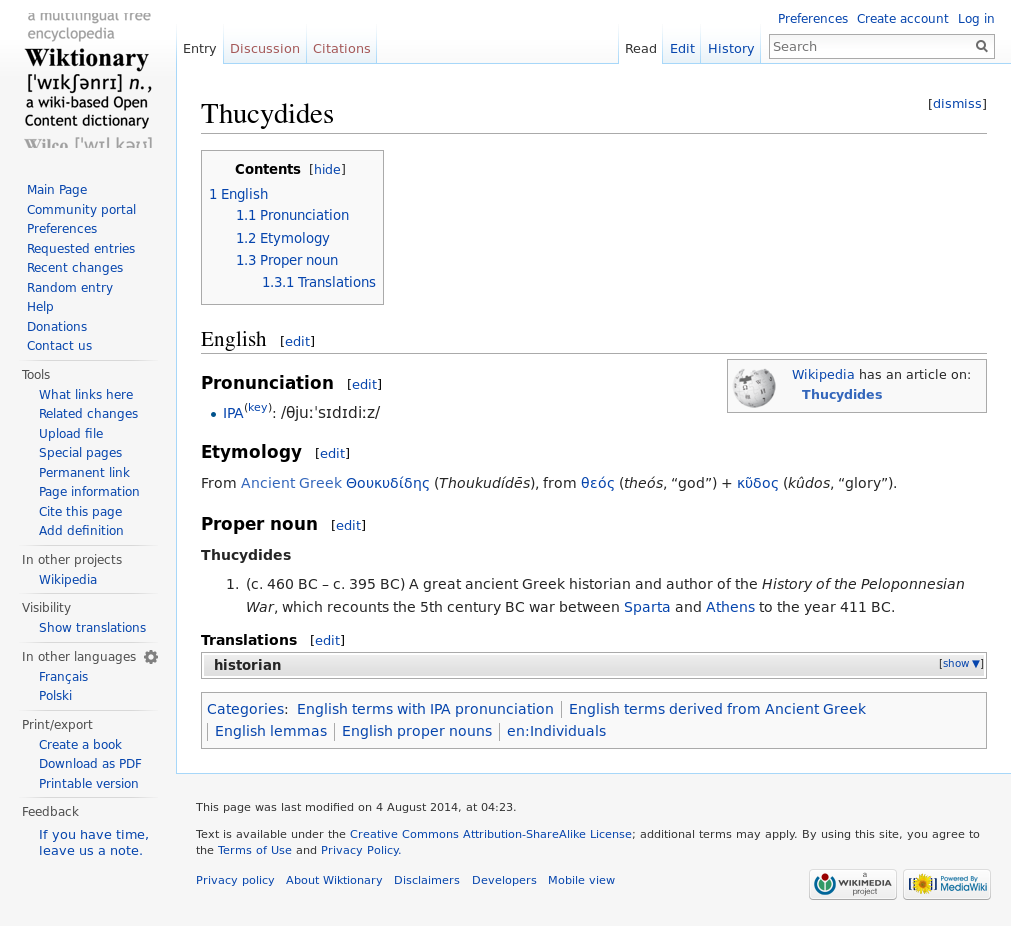 a multilingual free
encyclopedia
Wiktionary
['wɪkʃənrɪ] n.,
a wiki-based Open
Content dictionary
Wilco ['wɪl kəʊ]
Main Page
Community portal
Preferences
Requested entries
Recent changes
Random entry
Help
Donations
Contact us
Tools
What links here
Related changes
Upload file
Special pages
Permanent link
Page information
Cite this page
Add definition
In other projects
Wikipedia
Visibility
Show translations
In other languages
Français
Polski
Print/export
Create a book
Download as PDF
Printable version
Feedback
If you have time,
leave us a note.
Preferences Create account Log in
Entry Discussion Citations Read Edit History Search
[dismiss]
Thucydides
Contents [hide]
1 English
1.1 Pronunciation
1.2 Etymology
1.3 Proper noun
1.3.1 Translations
English [edit]
Wikipedia has an article on:
Thucydides
Pronunciation [edit]
• IPA(key): /θjuːˈsɪdɪdiːz/
Etymology [edit]
From Ancient Greek Θουκυδίδης (Thoukudídēs), from θεός (theós, “god”) + κῦδος (kûdos, “glory”).
Proper noun [edit]
Thucydides
1. (c. 460 BC – c. 395 BC) A great ancient Greek historian and author of the History of the Peloponnesian
War, which recounts the 5th century BC war between Sparta and Athens to the year 411 BC.
Translations [edit]
historian [show ▼]
Categories: English terms with IPA pronunciation | English terms derived from Ancient Greek
| English lemmas | English proper nouns | en:Individuals
This page was last modified on 4 August 2014, at 04:23.
Text is available under the Creative Commons Attribution-ShareAlike License; additional terms may apply. By using this site, you agree to
the Terms of Use and Privacy Policy.
Privacy policy About Wiktionary Disclaimers Developers Mobile view
a
WIKIMEDIA
project
Powered By
MediaWiki